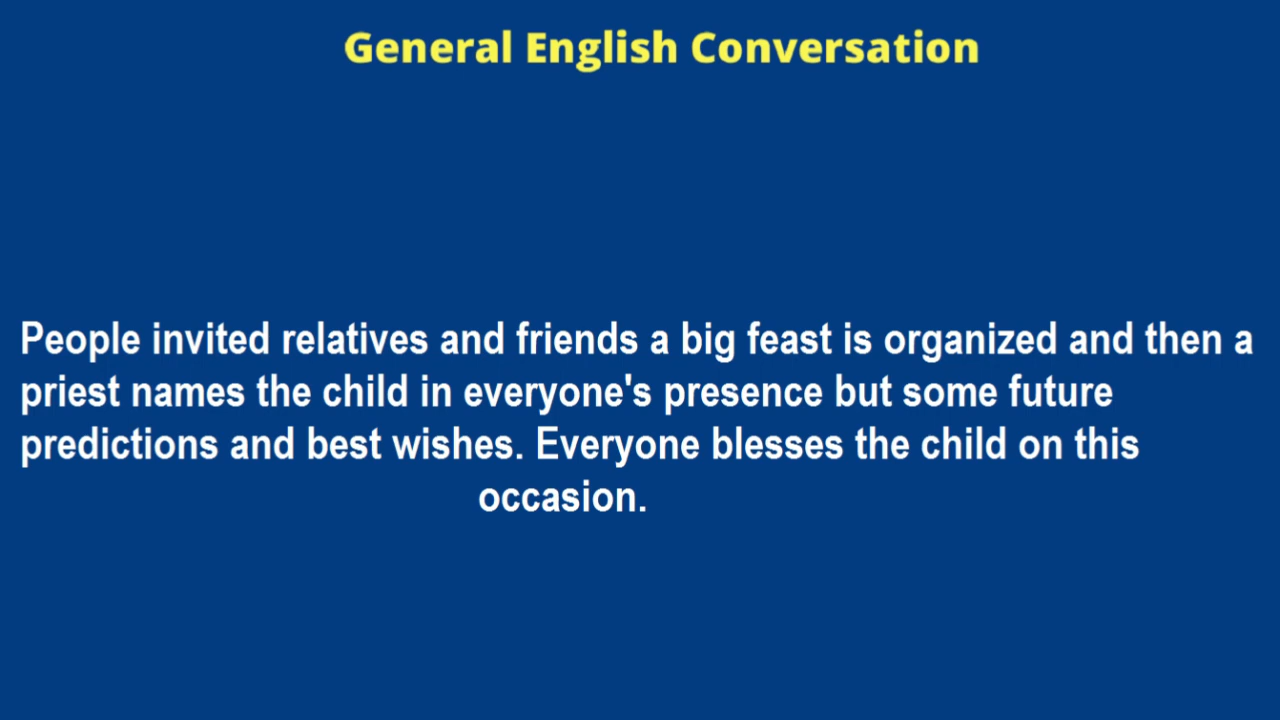 General English Conversation
People invited relatives and friends a big feast is organized and then a
priest names the child in everyone's presence but some future
predictions and best wishes. Everyone blesses the child on this
occasion.